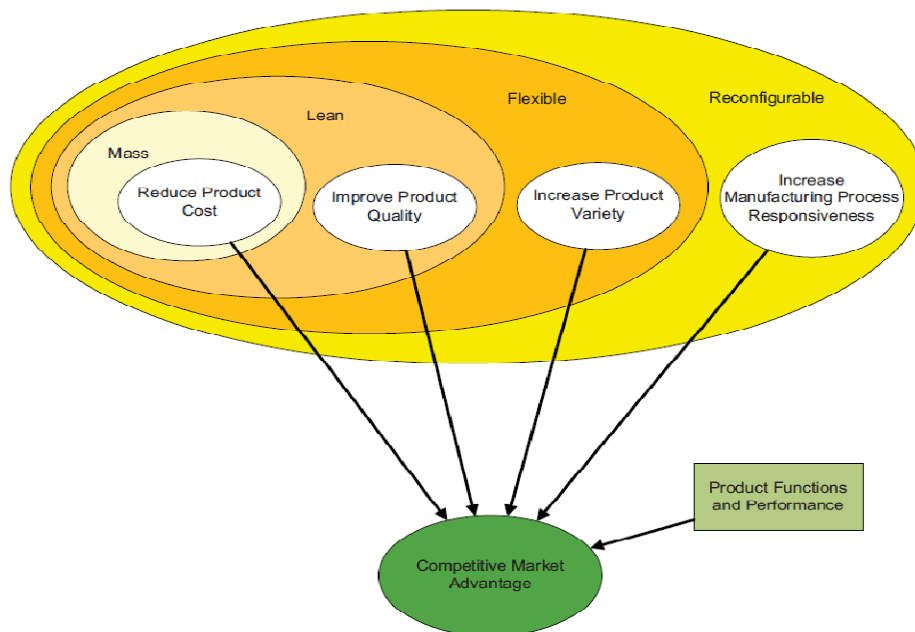 Reconfigurable
Flexible
Lean
Mass
Reduce Product
Cost
Improve Product
Quality
Increase Product
Variety
Increase
Manufacturing Process
Responsiveness
Product Functions
and Performance
Competitive Market
Advantage